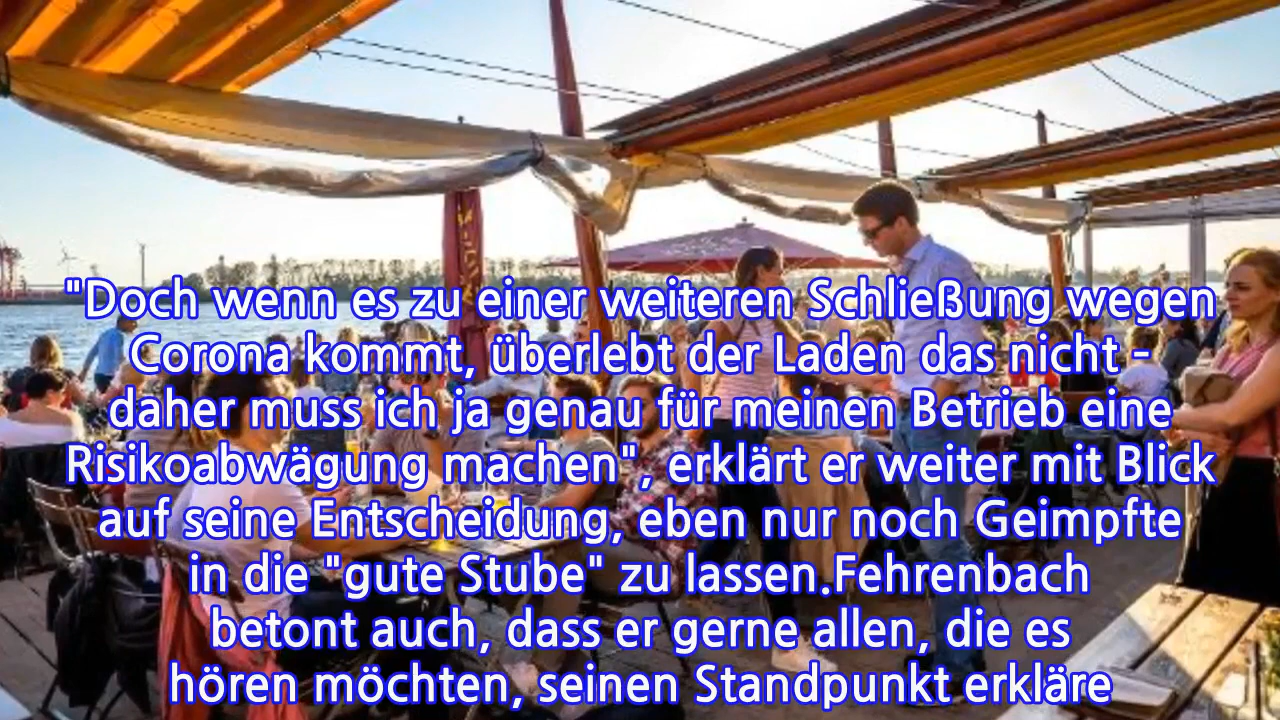 "Doch wenn es zu einer weiteren Schließung wegen
Corona kommt, überlebt der Laden das nicht -
daher muss ich ja genau für meinen Betrieb eine
Risikoabwägung machen", erklärt er weiter mit Blick
auf seine Entscheidung, eben nur noch Geimpfte
in die "gute Stube" zu lassen.Fehrenbach
betont auch, dass er gerne allen, die es
hören möchten, seinen Standpunkt erkläre